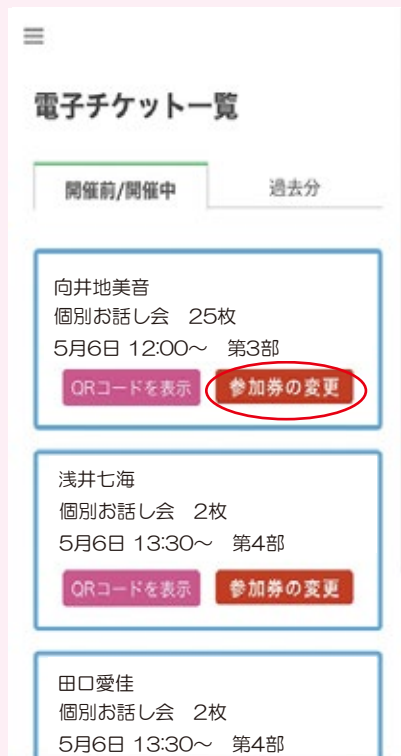 電子チケット一覧
開催前/開催中 過去分
向井地美音
個別お話し会 25枚
5月6日 12:00～ 第3部
QRコードを表示 参加券の変更
浅井七海
個別お話し会 2枚
5月6日 13:30～ 第4部
QRコードを表示 参加券の変更
田口愛佳
個別お話し会 2枚
5月6日 13:30～ 第4部